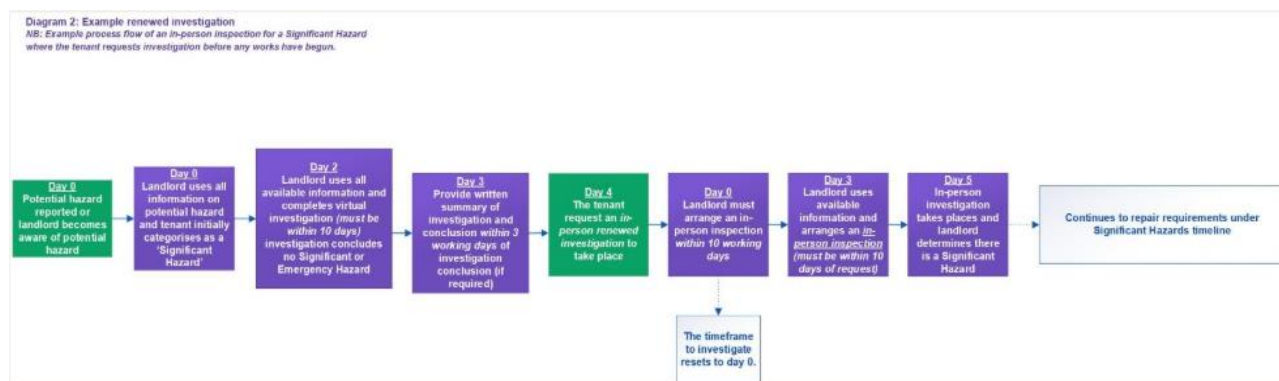 Diagram 2: Example renewed investigation
NB: Example process flow of an in-person inspection for a Significant Hazard
where the tenant requests investigation before any works have begun.
Day 0
Potential hazard
reported or
landlord becomes
aware of potential
hazard
Day 0
Landlord uses all
information on
potential hazard
and tenant initially
categorises as a
'Significant Hazard'
Day 2
Landlord uses all
available information and
completes virtual
investigation (must be
within 10 days)
investigation concludes
no Significant or
Emergency Hazard
Day 3
Provide written
summary of
investigation and
conclusion within 3
working days of
investigation
conclusion (if
required)
Day 4
The tenant
request an in-
person renewed
investigation to
take place
Day 0
Landlord must
arrange an in-
person inspection
within 10 working
days
The timeframe
to investigate
resets to day 0.
Day 3
Landlord uses
available
information and
arranges an in-
person inspection
(must be within 10
days of request)
Day 5
In-person
investigation
takes places and
landlord
determines there
is a Significant
Hazard
Continues to repair requirements under
Significant Hazards timeline